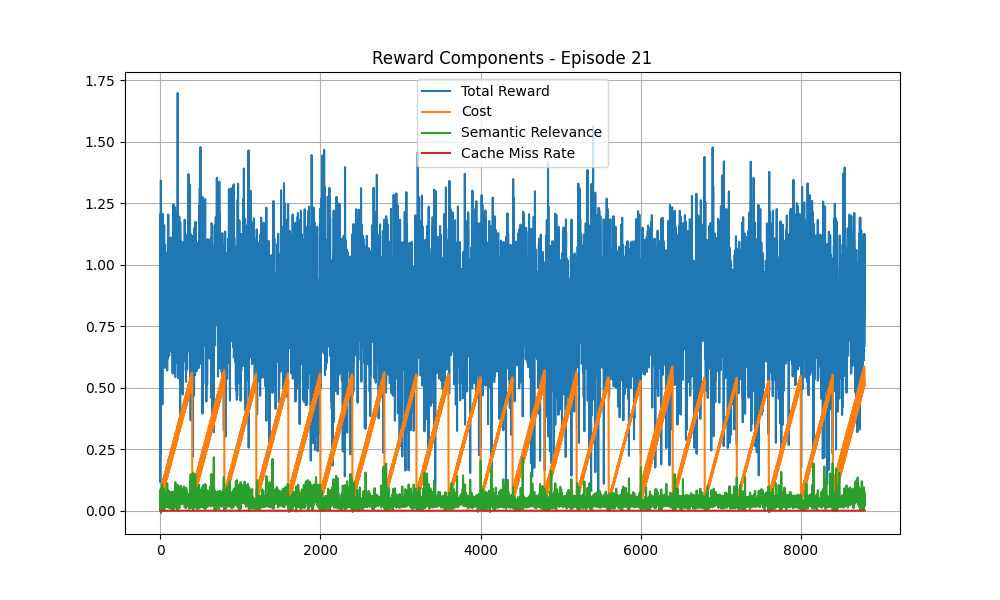 Reward Components - Episode 21
1.75
1.50
1.25
1.00
0.75
0.50
0.25
0.00
Total Reward
Cost
Semantic Relevance
Cache Miss Rate
0 2000 4000 6000 8000